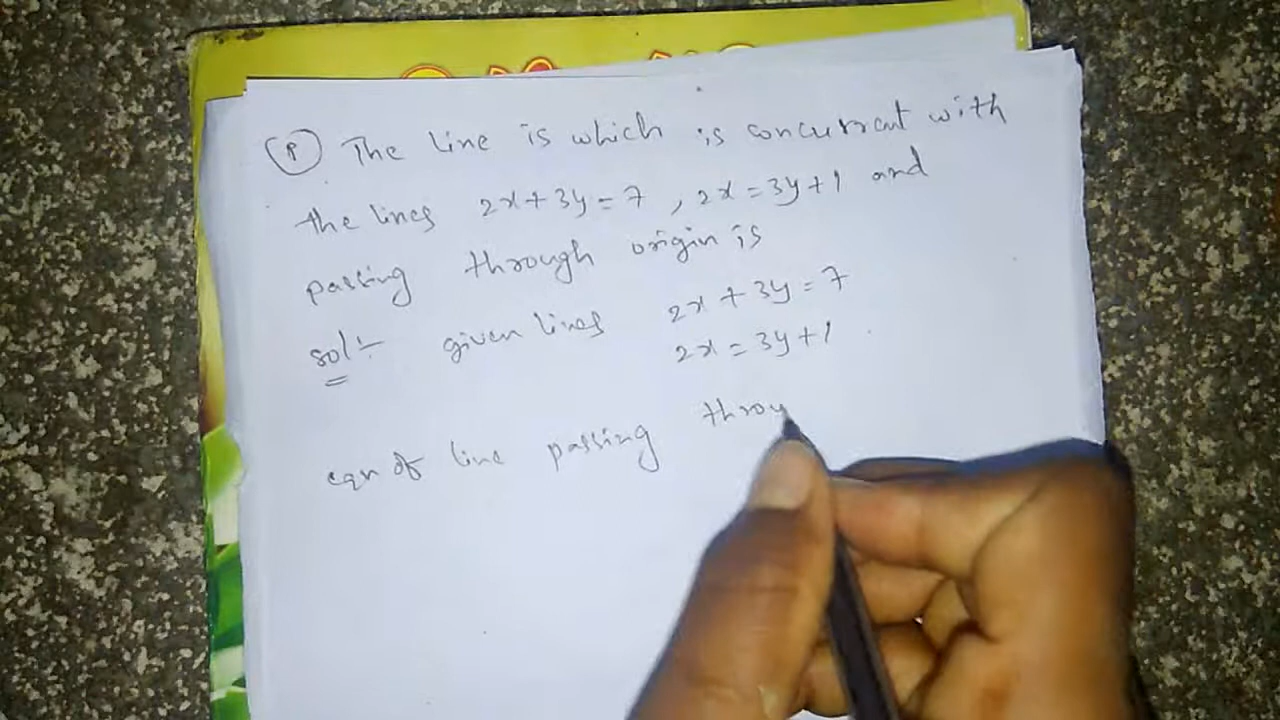 (P) The line is which is concurrent with
the lines 2x + 3y = 7 , 2x = 3y + 1 and
passing through origin is
sol:- given lines 2x + 3y = 7
2x = 3y + 1
eqn of line passing throu